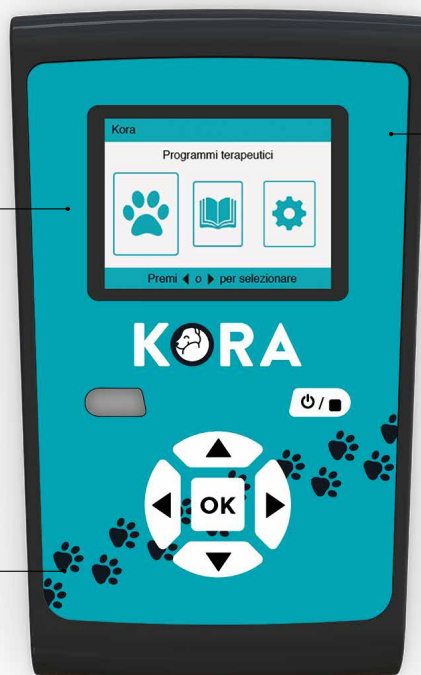 Kora
Programmi terapeutici
Premi ◀ o ▶ per selezionare
KORA
/
OK